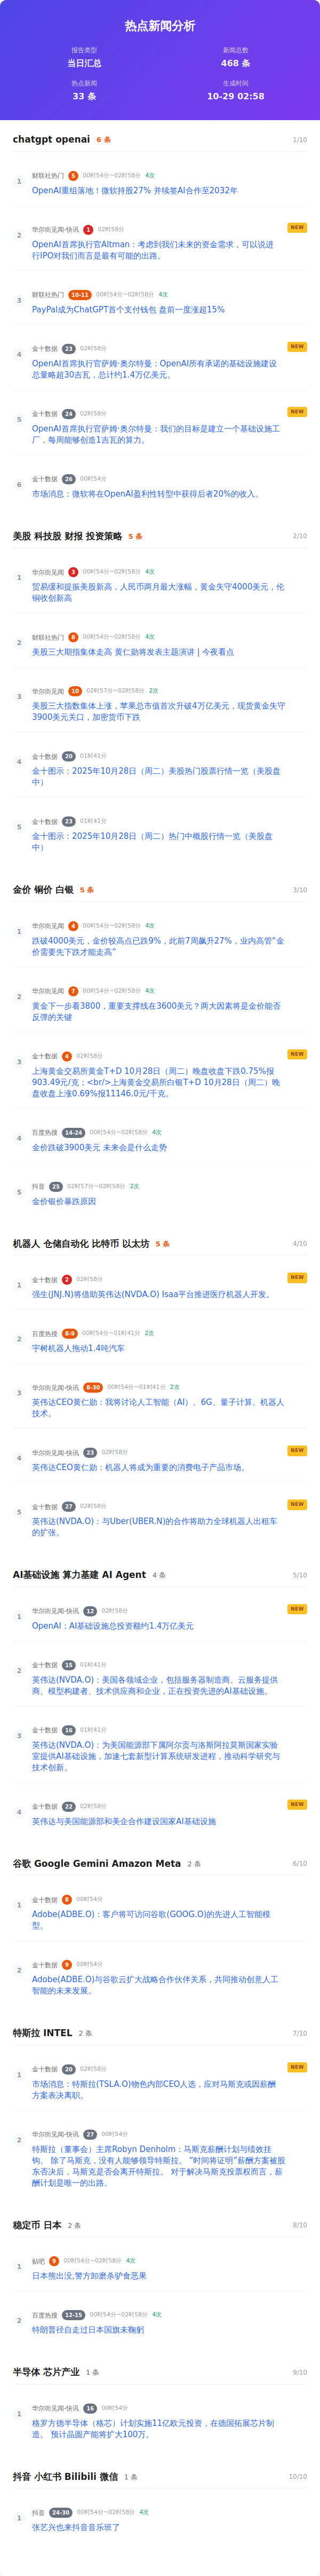 热点新闻分析
报告类型
当日汇总
新闻总数
468 条
热点新闻
33 条
生成时间
10-29 02:58
chatgpt openai 6 条 1/10
1 财联社热门 5 00时54分~02时58分 4次
OpenAI重组落地！微软持股27% 并续签AI合作至2032年
2 华尔街见闻-快讯 1 02时58分 NEW
OpenAI首席执行官Altman：考虑到我们未来的资金需求，可以说进
行IPO对我们而言是最有可能的出路。
3 财联社热门 10-11 00时54分~02时58分 4次
PayPal成为ChatGPT首个支付钱包 盘前一度涨超15%
4 金十数据 23 02时58分 NEW
OpenAI首席执行官萨姆·奥尔特曼：OpenAI所有承诺的基础设施建设
总量略超30吉瓦，总计约1.4万亿美元。
5 金十数据 24 02时58分 NEW
OpenAI首席执行官萨姆·奥尔特曼：我们的目标是建立一个基础设施工
厂，每周能够创造1吉瓦的算力。
6 金十数据 26 00时54分
市场消息：微软将在OpenAI盈利性转型中获得后者20%的收入。
美股 科技股 财报 投资策略 5 条 2/10
1 华尔街见闻 3 00时54分~02时58分 4次
贸易缓和提振美股新高，人民币两月最大涨幅，黄金失守4000美元，伦
铜收创新高
2 财联社热门 8 00时54分~02时58分 4次
美股三大期指集体走高 黄仁勋将发表主题演讲 | 今夜看点
3 华尔街见闻 10 02时57分~02时58分 2次
美股三大指数集体上涨，苹果总市值首次升破4万亿美元，现货黄金失守
3900美元关口，加密货币下跌
4 金十数据 20 01时41分
金十图示：2025年10月28日（周二）美股热门股票行情一览（美股盘
中）
5 金十数据 23 01时41分
金十图示：2025年10月28日（周二）热门中概股行情一览（美股盘
中）
金价 铜价 白银 5 条 3/10
1 华尔街见闻 4 00时54分~02时58分 4次
跌破4000美元，金价较高点已跌9%，此前7周飙升27%，业内高管“金
价需要先下跌才能走高”
2 华尔街见闻 7 00时54分~02时58分 4次
黄金下一步看3800，重要支撑线在3600美元？两大因素将是金价能否
反弹的关键
3 金十数据 4 02时58分 NEW
上海黄金交易所黄金T+D 10月28日（周二）晚盘收盘下跌0.75%报
903.49元/克；<br/>上海黄金交易所白银T+D 10月28日（周二）晚
盘收盘上涨0.69%报11146.0元/千克。
4 百度热搜 14-24 00时54分~02时58分 4次
金价跌破3900美元 未来会是什么走势
5 抖音 25 02时57分~02时58分 2次
金价银价暴跌原因
机器人 仓储自动化 比特币 以太坊 5 条 4/10
1 金十数据 2 02时58分 NEW
强生(JNJ.N)将借助英伟达(NVDA.O) Isaa平台推进医疗机器人开发。
2 百度热搜 8-9 00时54分~01时41分 2次
宇树机器人拖动1.4吨汽车
3 华尔街见闻-快讯 8-30 00时54分~01时41分 2次
英伟达CEO黄仁勋：我将讨论人工智能（AI）、6G、量子计算、机器人
技术。
4 华尔街见闻-快讯 23 02时58分 NEW
英伟达CEO黄仁勋：机器人将成为重要的消费电子产品市场。
5 金十数据 27 02时58分 NEW
英伟达(NVDA.O)：与Uber(UBER.N)的合作将助力全球机器人出租车
的扩张。
AI基础设施 算力基建 AI Agent 4 条 5/10
1 华尔街见闻-快讯 12 02时58分 NEW
OpenAI：AI基础设施总投资额约1.4万亿美元
2 金十数据 15 01时41分
英伟达(NVDA.O)：美国各领域企业，包括服务器制造商、云服务提供
商、模型构建者、技术供应商和企业，正在投资先进的AI基础设施。
3 金十数据 16 01时41分
英伟达(NVDA.O)：为美国能源部下属阿尔贡与洛斯阿拉莫斯国家实验
室提供AI基础设施，加速七套新型计算系统研发进程，推动科学研究与
技术创新。
4 金十数据 22 02时58分 NEW
英伟达与美国能源部和美企合作建设国家AI基础设施
谷歌 Google Gemini Amazon Meta 2 条 6/10
1 金十数据 8 00时54分
Adobe(ADBE.O)：客户将可访问谷歌(GOOG.O)的先进人工智能模
型。
2 金十数据 9 00时54分
Adobe(ADBE.O)与谷歌云扩大战略合作伙伴关系，共同推动创意人工
智能的未来发展。
特斯拉 INTEL 2 条 7/10
1 金十数据 20 02时58分 NEW
市场消息：特斯拉(TSLA.O)物色内部CEO人选，应对马斯克或因薪酬
方案表决离职。
2 华尔街见闻-快讯 27 00时54分
特斯拉（董事会）主席Robyn Denholm：马斯克薪酬计划与绩效挂
钩。 除了马斯克，没有人能够领导特斯拉。 “时间将证明”薪酬方案被股
东否决后，马斯克是否会离开特斯拉。 对于解决马斯克投票权而言，薪
酬计划是唯一的出路。
稳定币 日本 2 条 8/10
1 贴吧 9 00时54分~02时58分 4次
日本熊出没,警方卸磨杀驴食恶果
2 百度热搜 12-15 00时54分~02时58分 4次
特朗普径自走过日本国旗未鞠躬
半导体 芯片产业 1 条 9/10
1 华尔街见闻-快讯 16 00时54分
格罗方德半导体（格芯）计划实施11亿欧元投资，在德国拓展芯片制
造。 预计晶圆产能将扩大100万。
抖音 小红书 Bilibili 微信 1 条 10/10
1 抖音 24-30 00时54分~02时58分 4次
张艺兴也来抖音音乐班了